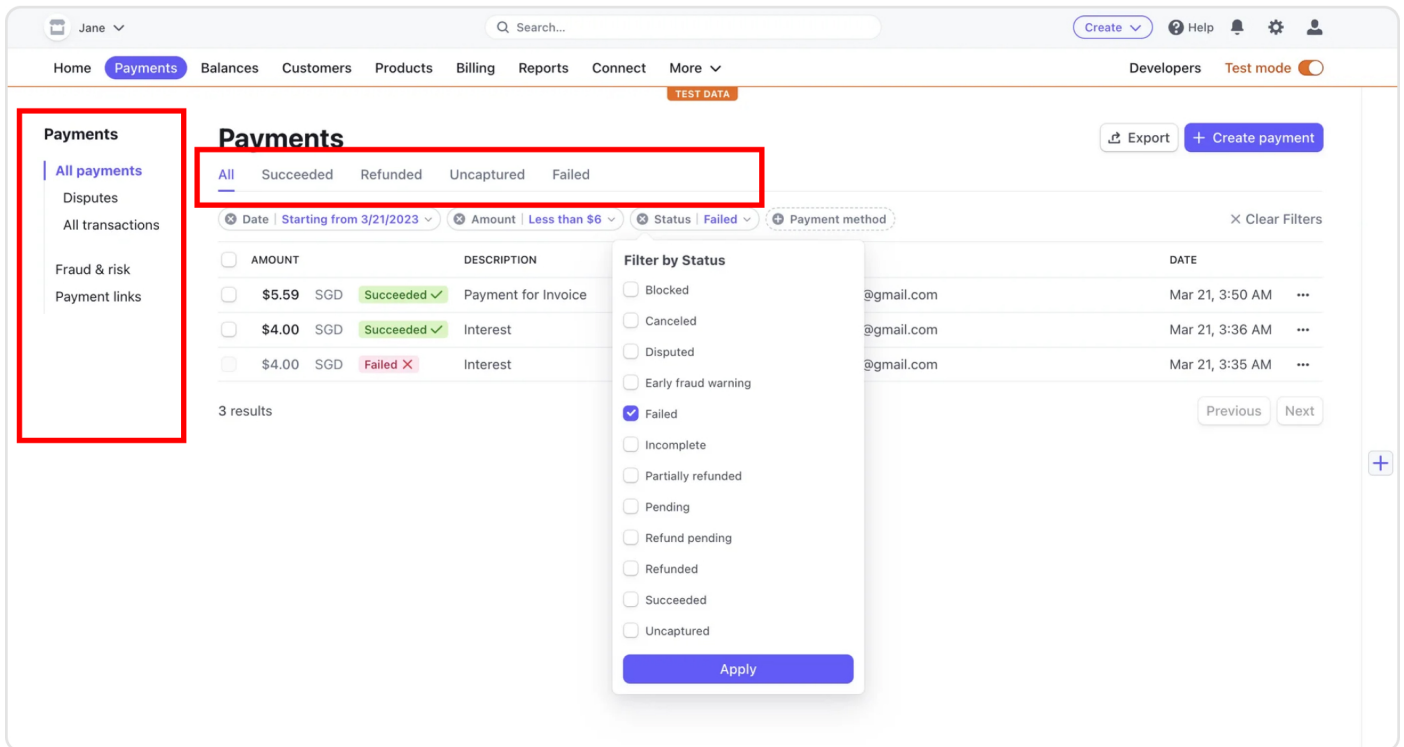 Jane
Search...
Create
Help
Home Payments Balances Customers Products Billing Reports Connect More
Developers Test mode
TEST DATA
Payments
All payments
Disputes
All transactions
Fraud & risk
Payment links
Payments
Export
+ Create payment
All Succeeded Refunded Uncaptured Failed
Date | Starting from 3/21/2023 Amount | Less than $6 Status | Failed Payment method
Clear Filters
AMOUNT DESCRIPTION DATE
$5.59 SGD Succeeded Payment for Invoice @gmail.com Mar 21, 3:50 AM
$4.00 SGD Succeeded Interest @gmail.com Mar 21, 3:36 AM
$4.00 SGD Failed Interest @gmail.com Mar 21, 3:35 AM
3 results
Previous Next
Filter by Status
Blocked
Canceled
Disputed
Early fraud warning
Failed
Incomplete
Partially refunded
Pending
Refund pending
Refunded
Succeeded
Uncaptured
Apply